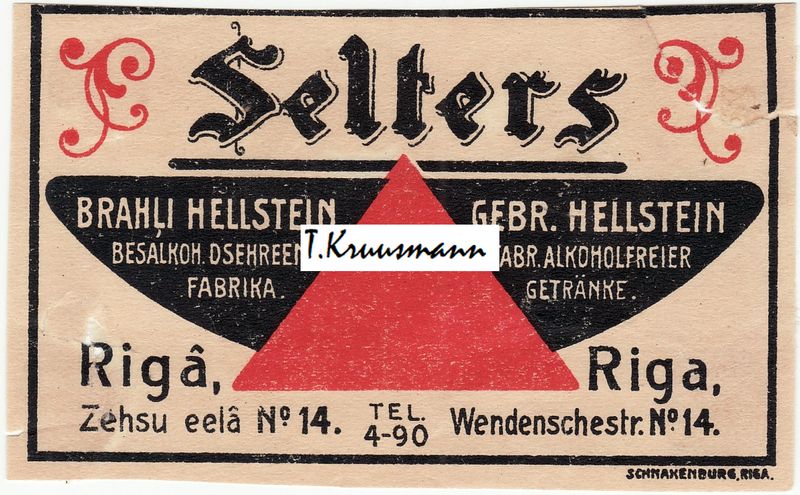 Selters
BRAHĻI HELLSTEIN
BESALKOH. DSEHREEN
FABRIKA.
GEBR. HELLSTEIN
FABR. ALKOHOLFREIER
GETRÄNKE.
T.Kruusmann
Rigâ,
Zehsu eelâ No 14.
TEL.
4-90
Riga,
Wendenschestr. No 14.
SCHNAKENBURG, RIGA.